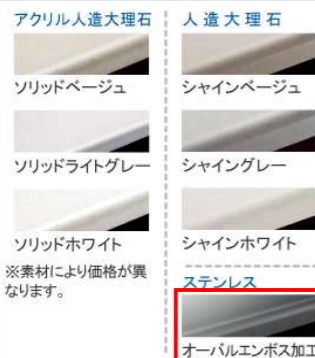 アクリル人造大理石
ソリッドベージュ
ソリッドライトグレー
ソリッドホワイト
※素材により価格が異
なります。
人造大理石
シャインベージュ
シャイングレー
シャインホワイト
ステンレス
オーバルエンボス加工